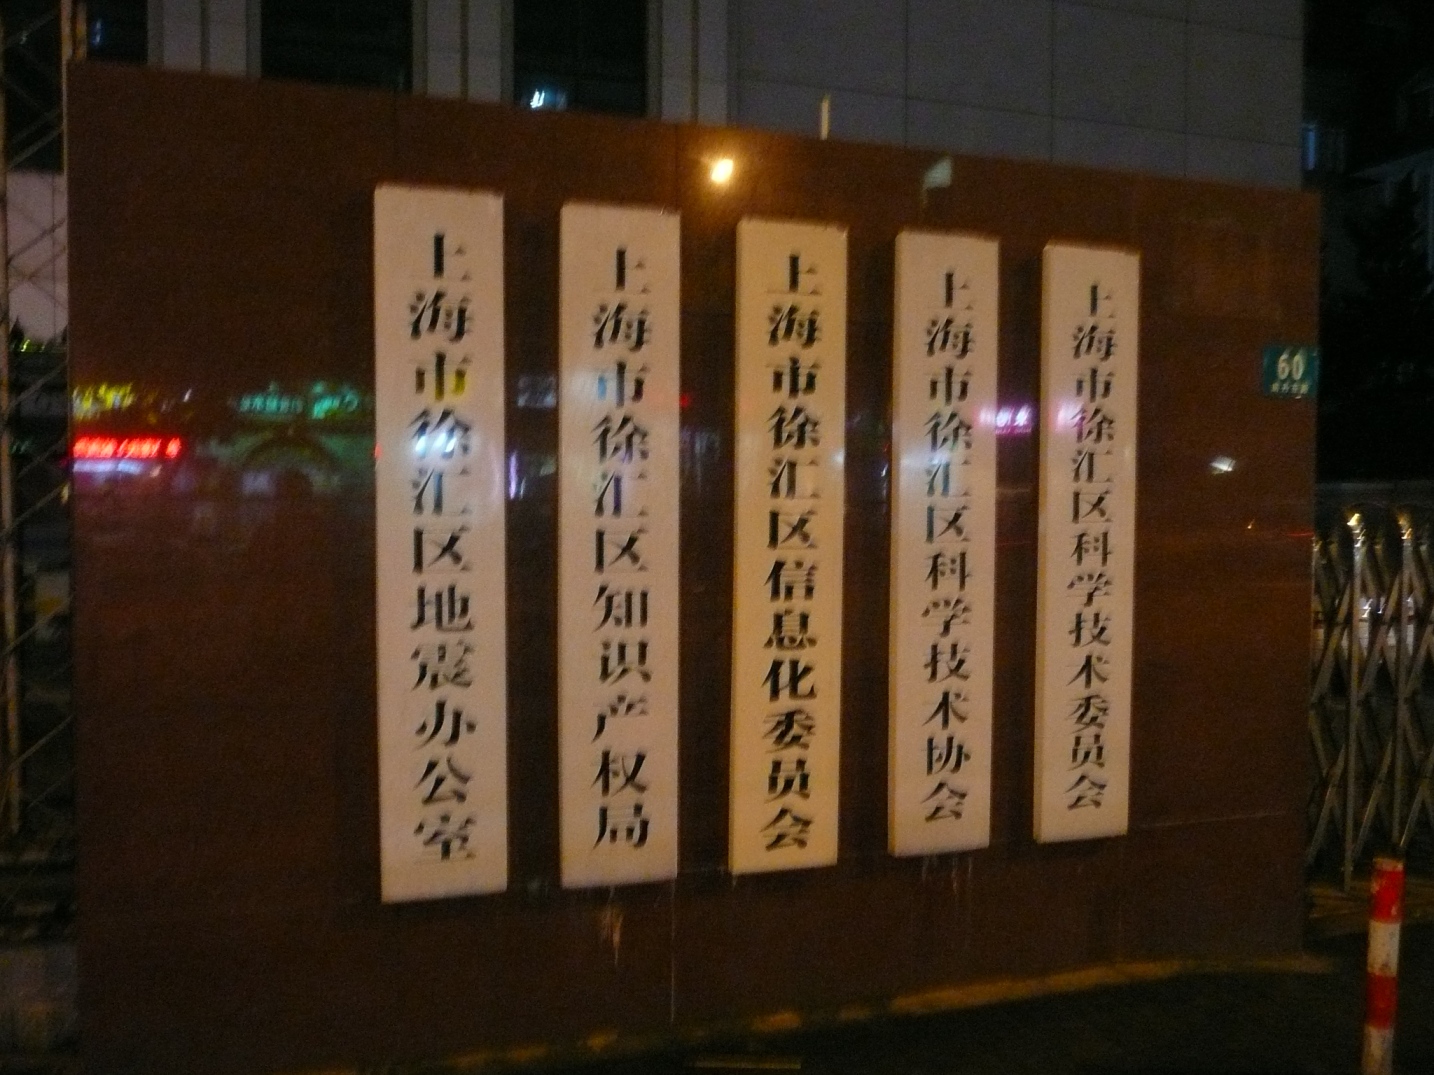 上海市徐汇区地震办公室
上海市徐汇区知识产权局
上海市徐汇区信息化委员会
上海市徐汇区科学技术协会
上海市徐汇区科学技术委员会
60